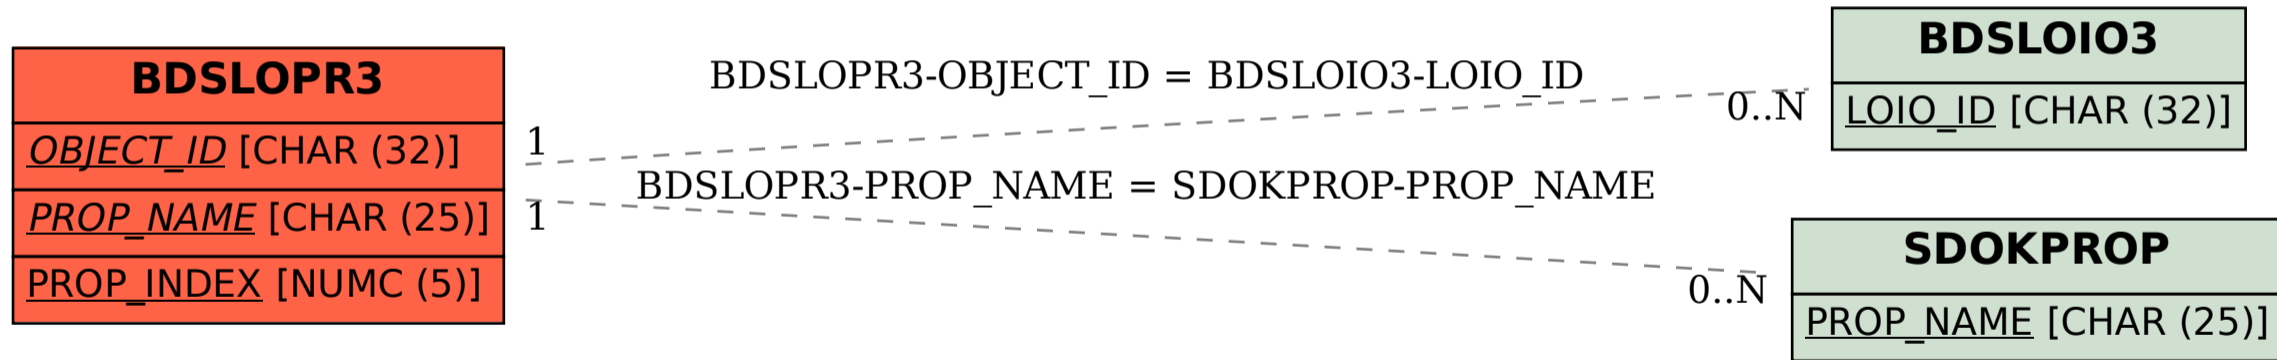 BDSLOPR3
OBJECT_ID [CHAR (32)]
PROP_NAME [CHAR (25)]
PROP_INDEX [NUMC (5)]
BDSLOPR3-OBJECT_ID = BDSLOIO3-LOIO_ID
1
0..N
BDSLOPR3-PROP_NAME = SDOKPROP-PROP_NAME
1
0..N
BDSLOIO3
LOIO_ID [CHAR (32)]
SDOKPROP
PROP_NAME [CHAR (25)]